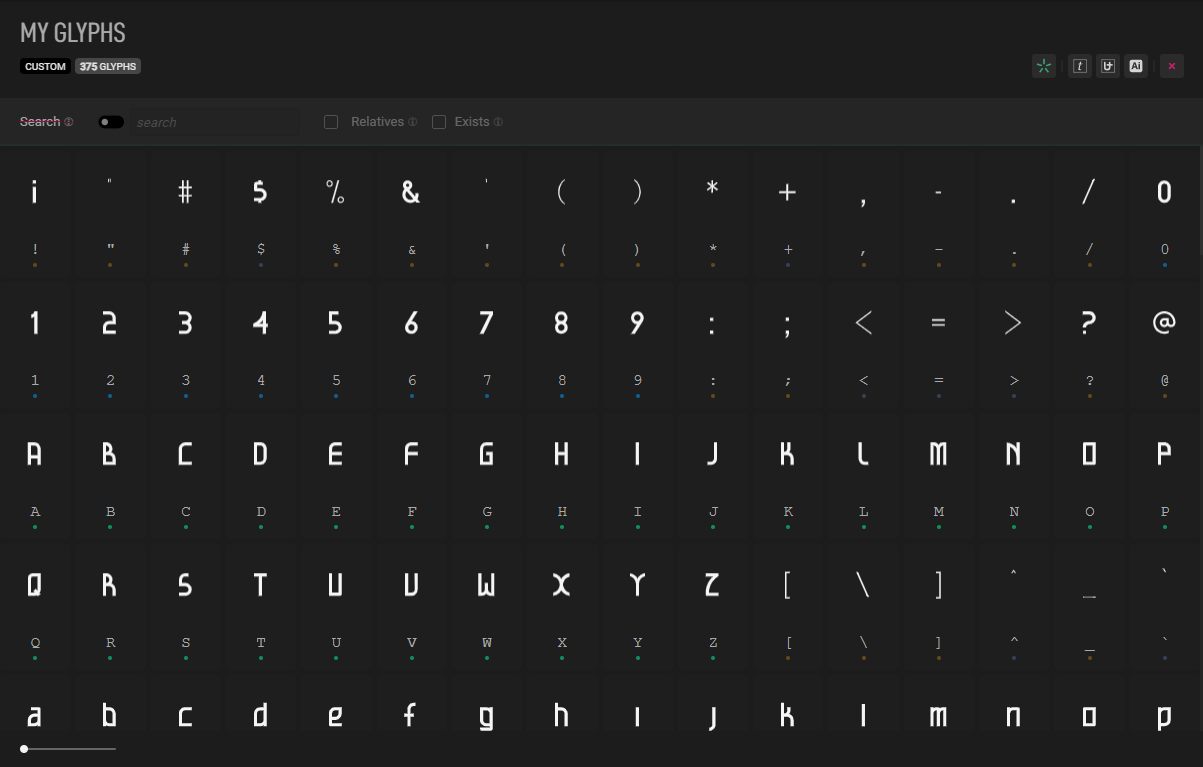 MY GLYPHS
CUSTOM 375 GLYPHS
t Ai ×
Search search Relatives Exists
i " # $ % & ' ( ) * + , - . / 0
! " # $ % & ' ( ) * + , - . / 0
1 2 3 4 5 6 7 8 9 : ; < = > ? @
1 2 3 4 5 6 7 8 9 : ; < = > ? @
A B C D E F G H I J K L M N O P
A B C D E F G H I J K L M N O P
Q R S T U V W X Y Z [ \ ] ^ _ `
Q R S T U V W X Y Z [ \ ] ^ _ `
a b c d e f g h ı ȷ k l m n o p